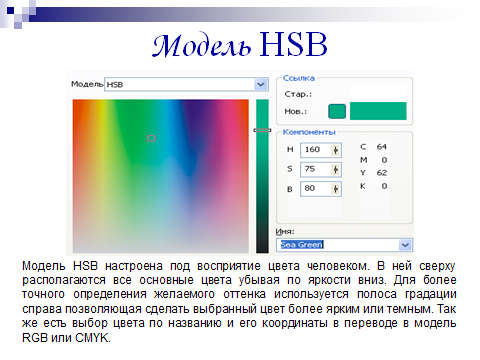 Модель HSB
Модель HSB
Ссылка
Стар.:
Нов.:
Компоненты
H 160 C 64
M 0
S 75 Y 62
B 80 K 0
Имя:
Sea Green
Модель HSB настроена под восприятие цвета человеком. В ней сверху
располагаются все основные цвета убывая по яркости вниз. Для более
точного определения желаемого оттенка используется полоса градации
справа позволяющая сделать выбранный цвет более ярким или темным. Так
же есть выбор цвета по названию и его координаты в переводе в модель
RGB или CMYK.